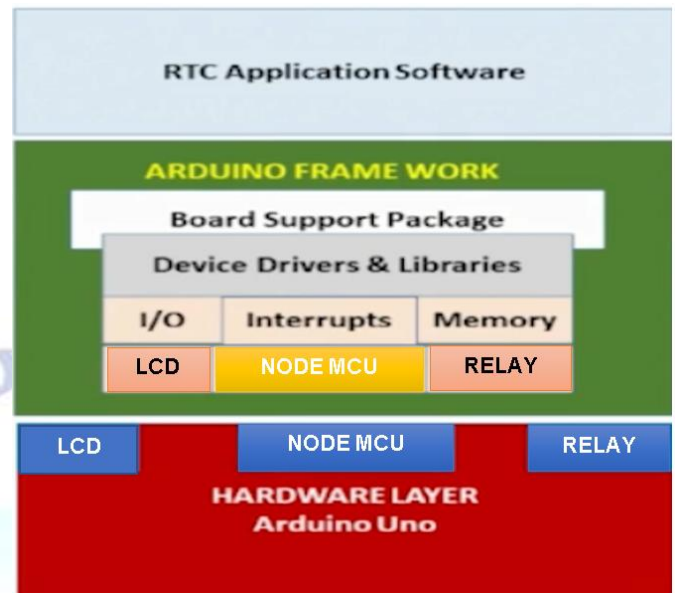 RTC Application Software
ARDUINO FRAME WORK
Board Support Package
Device Drivers & Libraries
I/O Interrupts Memory
LCD NODE MCU RELAY
LCD NODE MCU RELAY
HARDWARE LAYER
Arduino Uno